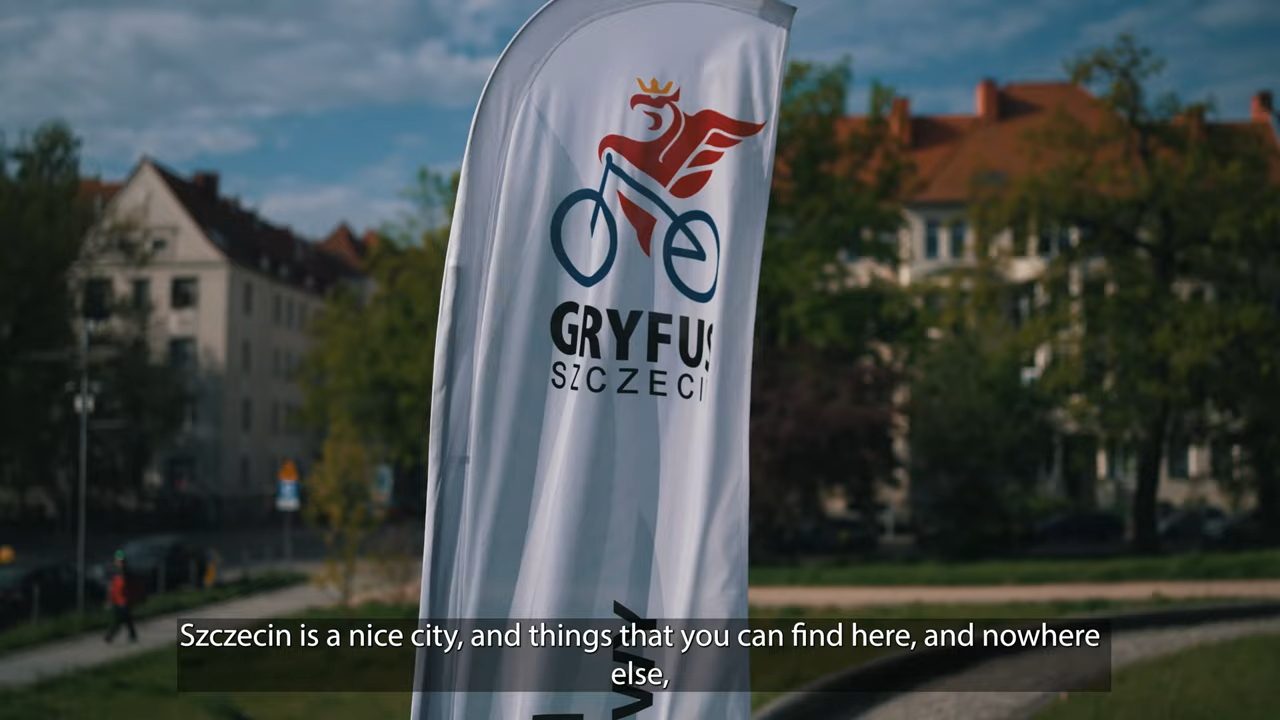 GRYFUS
SZCZECI
Szczecin is a nice city, and things that you can find here, and nowhere
else,